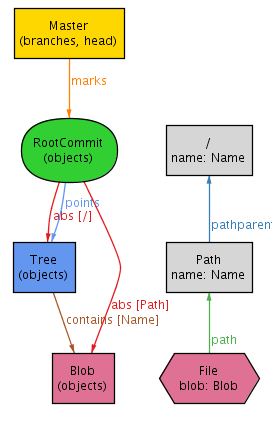 Master
(branches, head)
marks
RootCommit
(objects)
/
name: Name
points
abs [/]
pathparent
Tree
(objects)
Path
name: Name
abs [Path]
contains [Name]
path
Blob
(objects)
File
blob: Blob